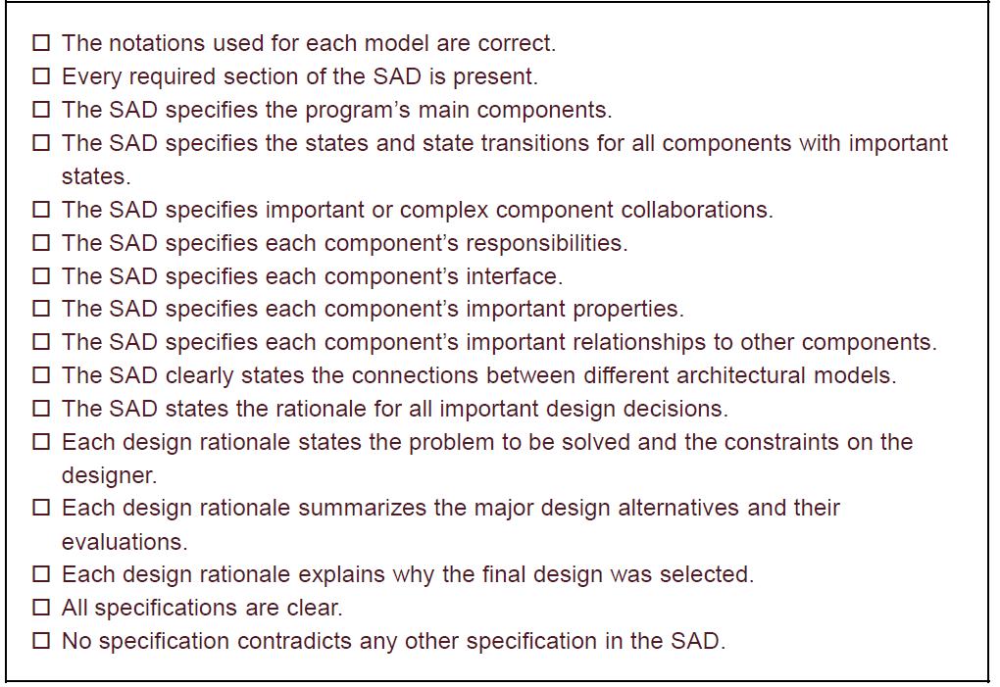 ☐ The notations used for each model are correct.
☐ Every required section of the SAD is present.
☐ The SAD specifies the program’s main components.
☐ The SAD specifies the states and state transitions for all components with important
states.
☐ The SAD specifies important or complex component collaborations.
☐ The SAD specifies each component’s responsibilities.
☐ The SAD specifies each component’s interface.
☐ The SAD specifies each component’s important properties.
☐ The SAD specifies each component’s important relationships to other components.
☐ The SAD clearly states the connections between different architectural models.
☐ The SAD states the rationale for all important design decisions.
☐ Each design rationale states the problem to be solved and the constraints on the
designer.
☐ Each design rationale summarizes the major design alternatives and their
evaluations.
☐ Each design rationale explains why the final design was selected.
☐ All specifications are clear.
☐ No specification contradicts any other specification in the SAD.